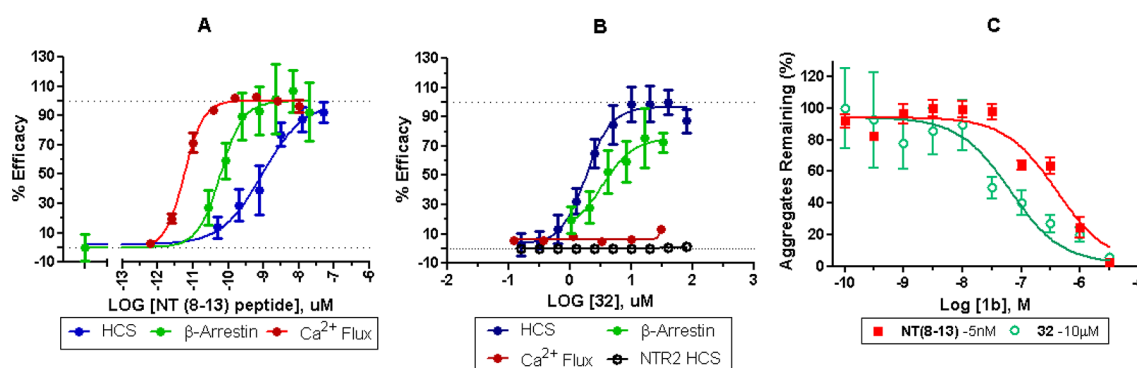 A
% Efficacy
130
110
90
70
50
30
10
-10
-13 -12 -11 -10 -9 -8 -7 -6
LOG [NT (8-13) peptide], uM
HCS β-Arrestin Ca²⁺ Flux
B
% Efficacy
130
110
90
70
50
30
10
-10
-2 -1 0 1 2 3
LOG [32], uM
HCS β-Arrestin
Ca²⁺ Flux NTR2 HCS
C
Aggregates Remaining (%)
120
100
80
60
40
20
0
-10 -9 -8 -7 -6
Log [1b], M
NT(8-13) -5nM 32 -10µM